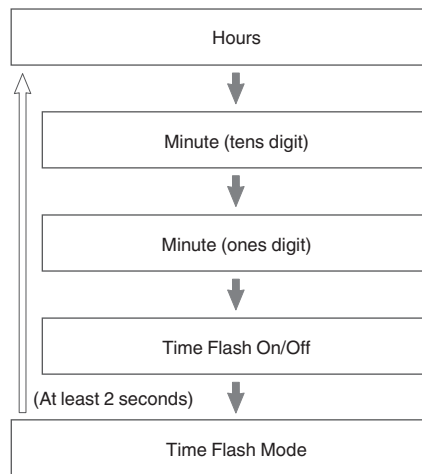 Hours
Minute (tens digit)
Minute (ones digit)
Time Flash On/Off
(At least 2 seconds)
Time Flash Mode